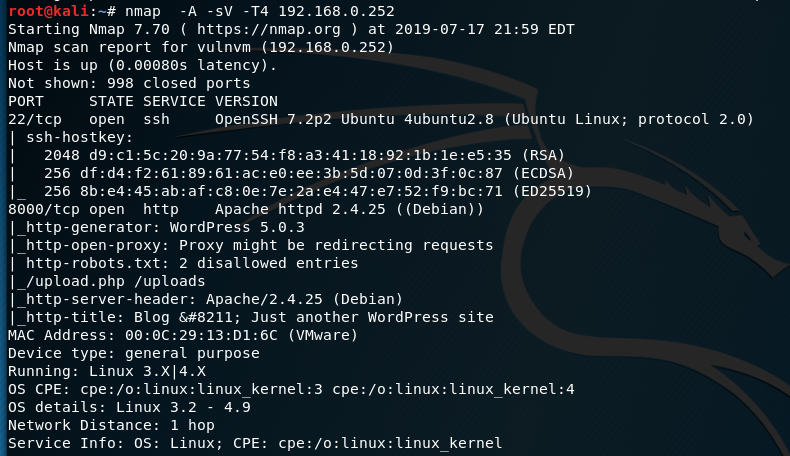 root@kali:~# nmap  -A -sV -T4 192.168.0.252
Starting Nmap 7.70 ( https://nmap.org ) at 2019-07-17 21:59 EDT
Nmap scan report for vulnvm (192.168.0.252)
Host is up (0.00080s latency).
Not shown: 998 closed ports
PORT     STATE SERVICE VERSION
22/tcp   open  ssh     OpenSSH 7.2p2 Ubuntu 4ubuntu2.8 (Ubuntu Linux; protocol 2.0)
| ssh-hostkey:
|   2048 d9:c1:5c:20:9a:77:54:f8:a3:41:18:92:1b:1e:e5:35 (RSA)
|   256 df:d4:f2:61:89:61:ac:e0:ee:3b:5d:07:0d:3f:0c:87 (ECDSA)
|_  256 8b:e4:45:ab:af:c8:0e:7e:2a:e4:47:e7:52:f9:bc:71 (ED25519)
8000/tcp open  http    Apache httpd 2.4.25 ((Debian))
|_http-generator: WordPress 5.0.3
|_http-open-proxy: Proxy might be redirecting requests
| http-robots.txt: 2 disallowed entries
|_/upload.php /uploads
|_http-server-header: Apache/2.4.25 (Debian)
|_http-title: Blog &#8211; Just another WordPress site
MAC Address: 00:0C:29:13:D1:6C (VMware)
Device type: general purpose
Running: Linux 3.X|4.X
OS CPE: cpe:/o:linux:linux_kernel:3 cpe:/o:linux:linux_kernel:4
OS details: Linux 3.2 - 4.9
Network Distance: 1 hop
Service Info: OS: Linux; CPE: cpe:/o:linux:linux_kernel